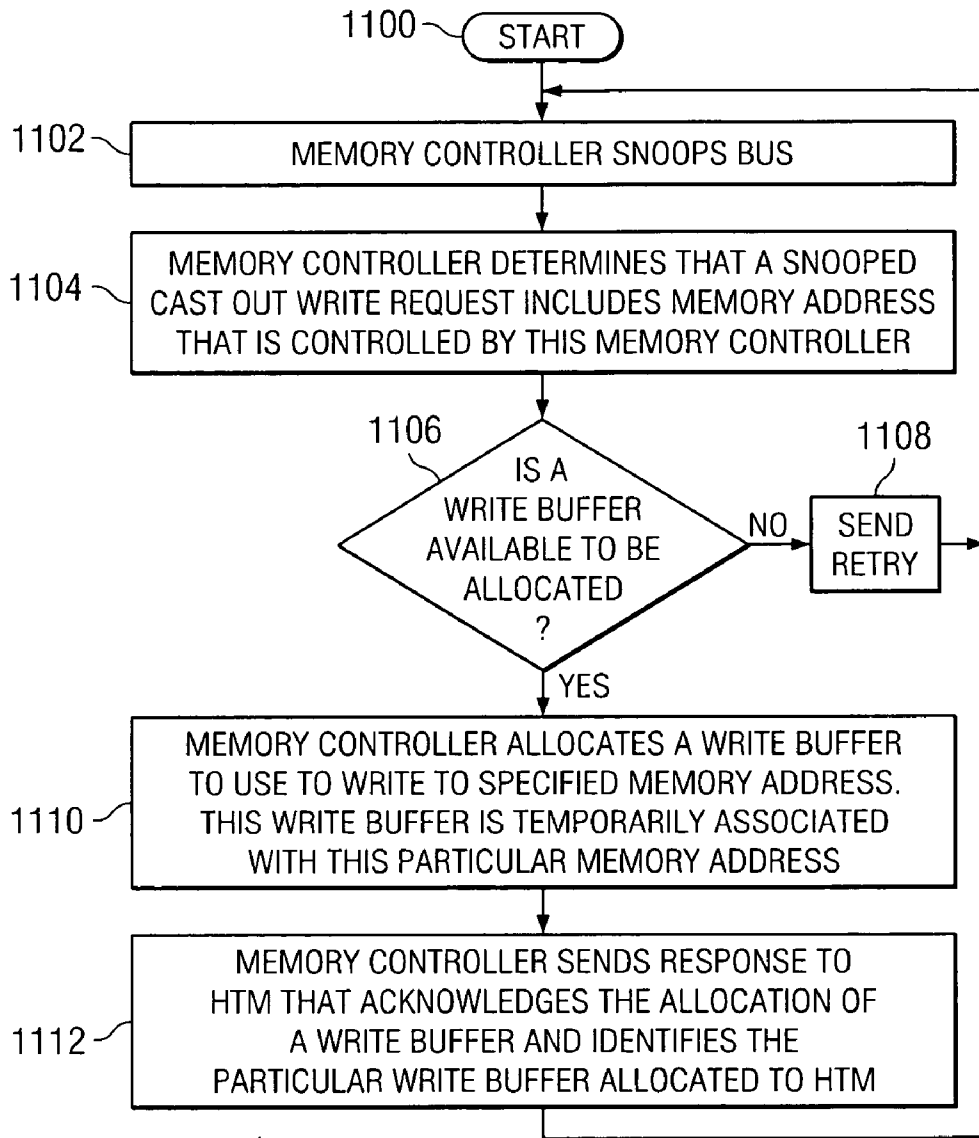 1100
START
1102
MEMORY CONTROLLER SNOOPS BUS
1104
MEMORY CONTROLLER DETERMINES THAT A SNOOPED
CAST OUT WRITE REQUEST INCLUDES MEMORY ADDRESS
THAT IS CONTROLLED BY THIS MEMORY CONTROLLER
1106
IS A
WRITE BUFFER
AVAILABLE TO BE
ALLOCATED
?
NO
1108
SEND
RETRY
YES
1110
MEMORY CONTROLLER ALLOCATES A WRITE BUFFER
TO USE TO WRITE TO SPECIFIED MEMORY ADDRESS.
THIS WRITE BUFFER IS TEMPORARILY ASSOCIATED
WITH THIS PARTICULAR MEMORY ADDRESS
1112
MEMORY CONTROLLER SENDS RESPONSE TO
HTM THAT ACKNOWLEDGES THE ALLOCATION OF
A WRITE BUFFER AND IDENTIFIES THE
PARTICULAR WRITE BUFFER ALLOCATED TO HTM